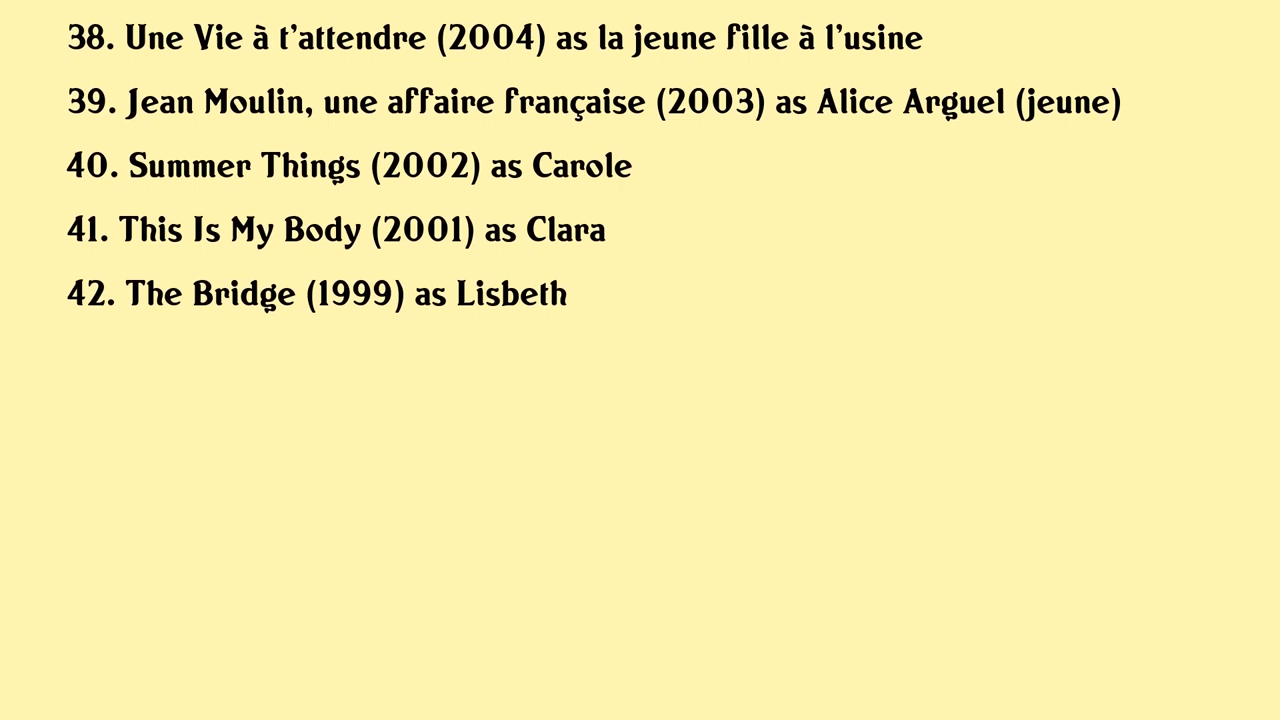 38. Une Vie à t’attendre (2004) as la jeune fille à l’usine
39. Jean Moulin, une affaire française (2003) as Alice Arguel (jeune)
40. Summer Things (2002) as Carole
41. This Is My Body (2001) as Clara
42. The Bridge (1999) as Lisbeth